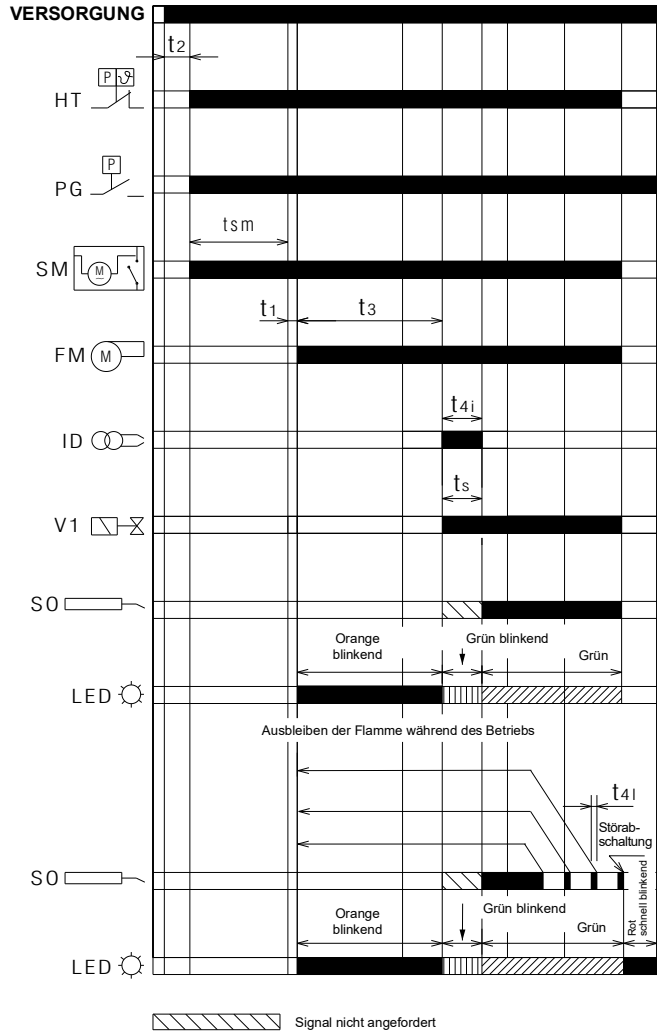 VERSORGUNG
t2
P ϑ
HT
P
PG
tsm
SM M
t1 t3
FM M
t4i
ID
ts
V1
SO
Orange blinkend
Grün blinkend
Grün
LED
Ausbleiben der Flamme während des Betriebs
t4l
Störab-
schaltung
SO
Rot
schnell blinkend
Orange
blinkend
Grün blinkend
Grün
LED
Signal nicht angefordert